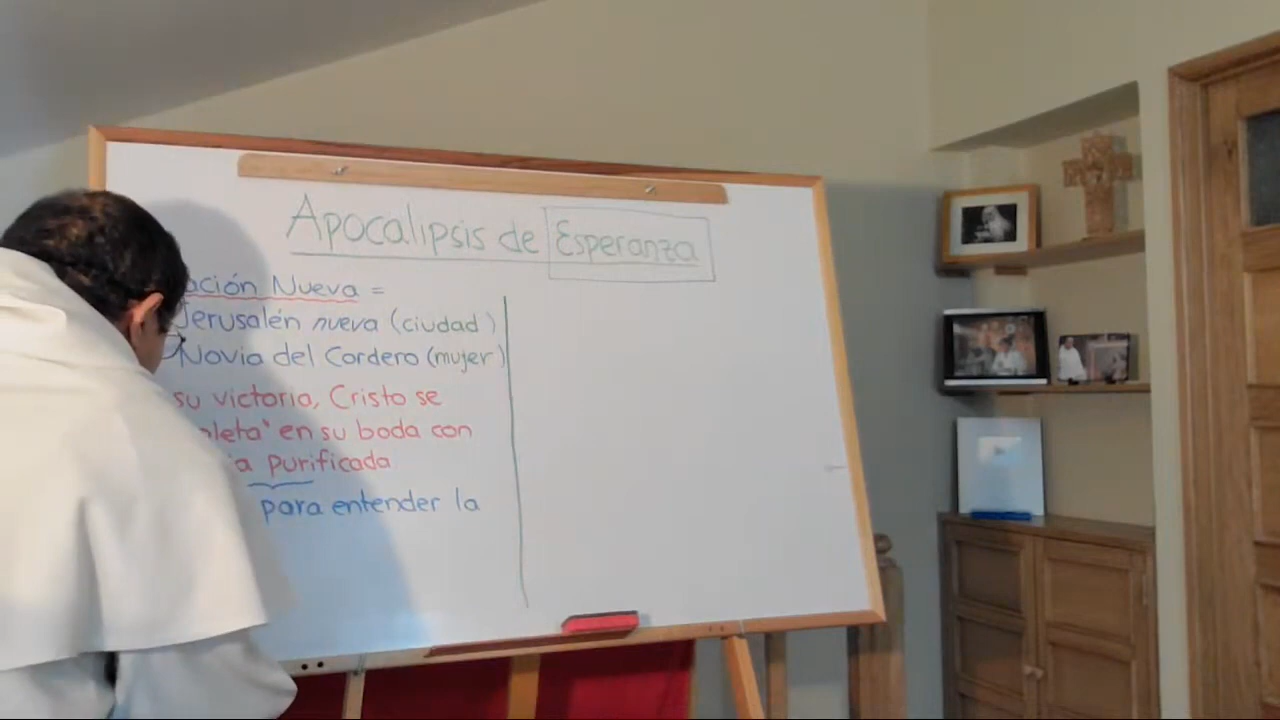 Apocalipsis de Esperanza
ación Nueva =
Jerusalén nueva (ciudad)
Novia del Cordero (mujer)
su victoria, Cristo se
pleta" en su boda con
a purificada
para entender la